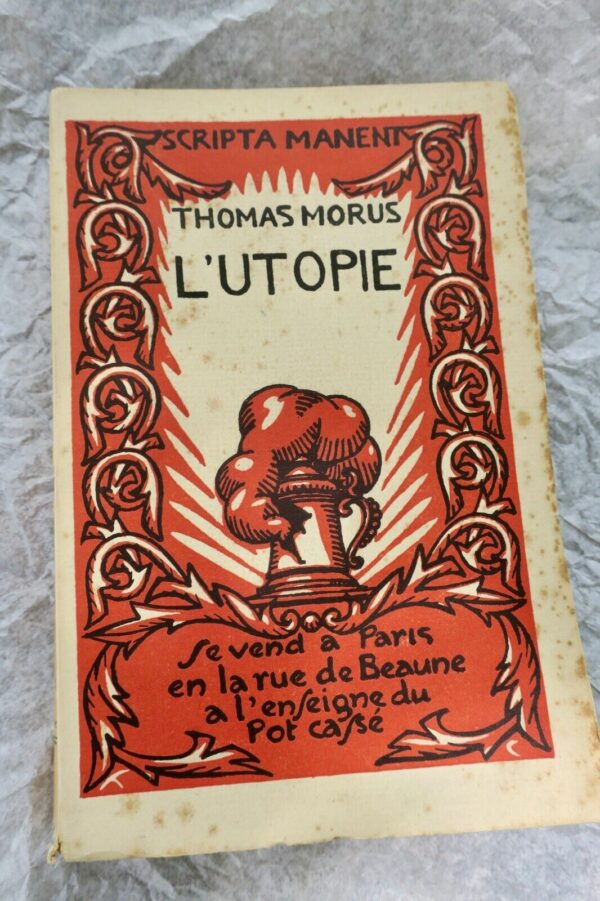 SCRIPTA MANENT
THOMAS MORUS
L'UTOPIE
Se vend à Paris
en la rue de Beaune
a l'enſeigne du
Pot caſsé